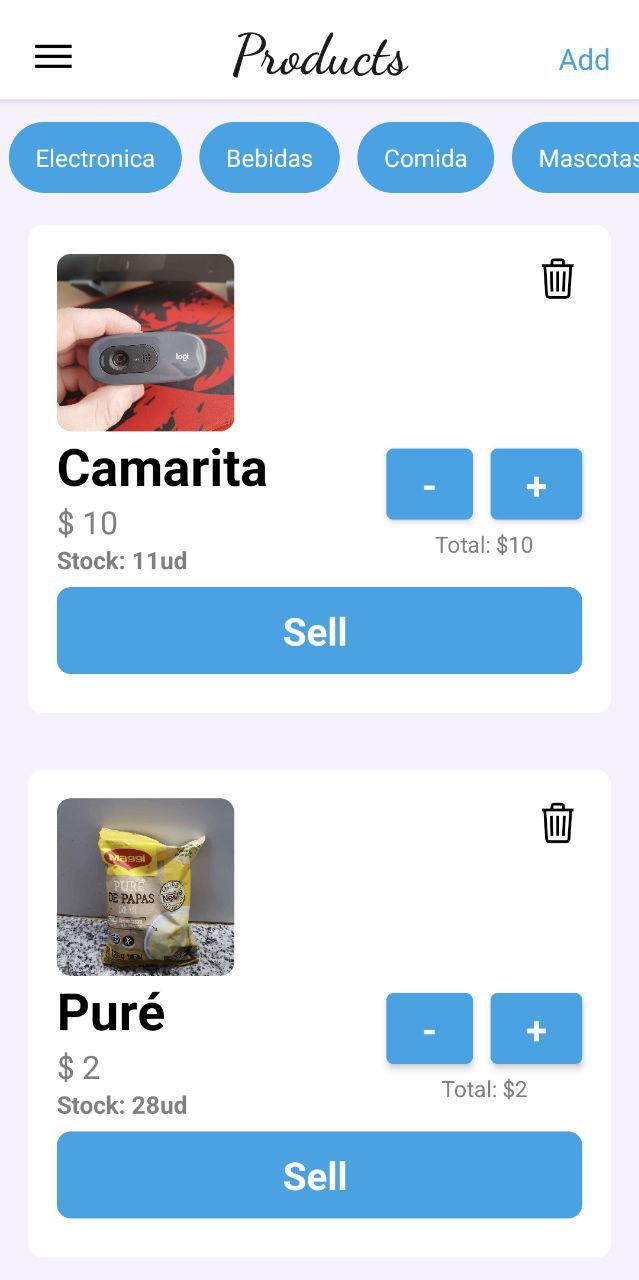 Products
Add
Electronica
Bebidas
Comida
Mascotas
logi
Camarita
- +
$ 10
Total: $10
Stock: 11ud
Sell
Maggi
PURÉ
DE PAPAS
Puré
- +
$ 2
Total: $2
Stock: 28ud
Sell